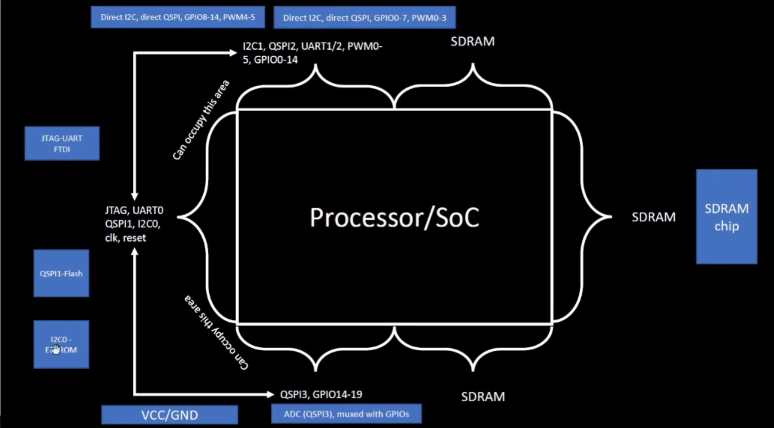 Direct I2C, direct QSPI, GPIO8-14, PWM4-5
Direct I2C, direct QSPI, GPIO0-7, PWM0-3
I2C1, QSPI2, UART1/2, PWM0-
5, GPIO0-14
SDRAM
Can occupy this area
JTAG-UART
FTDI
JTAG, UART0
QSPI1, I2C0,
clk, reset
Processor/SoC
SDRAM
SDRAM
chip
QSPI1-Flash
I2C0 -
Can occupy this area
QSPI3, GPIO14-19
SDRAM
VCC/GND
ADC (QSPI3), muxed with GPIOs